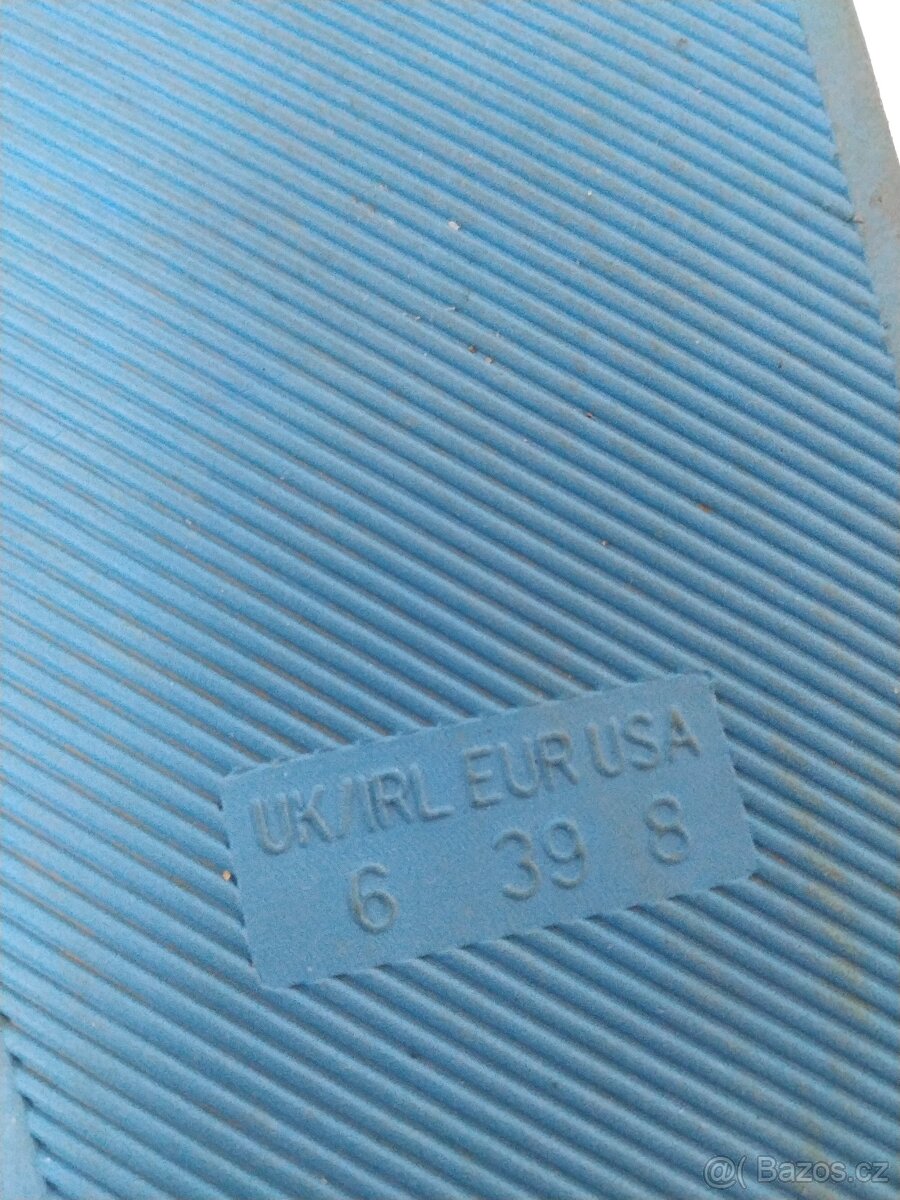 UK/IRL EUR USA
6 39 8
@( Bazos.cz